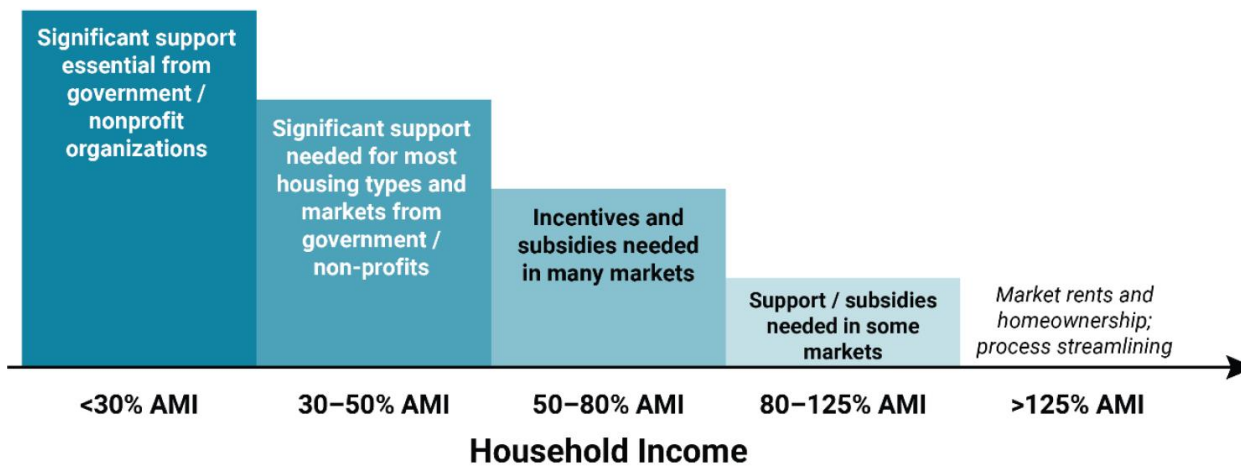 Significant support
essential from
government /
nonprofit
organizations
Significant support
needed for most
housing types and
markets from
government /
non-profits
Incentives and
subsidies needed
in many markets
Support / subsidies
needed in some
markets
Market rents and
homeownership;
process streamlining
<30% AMI
30–50% AMI
50–80% AMI
80–125% AMI
>125% AMI
Household Income